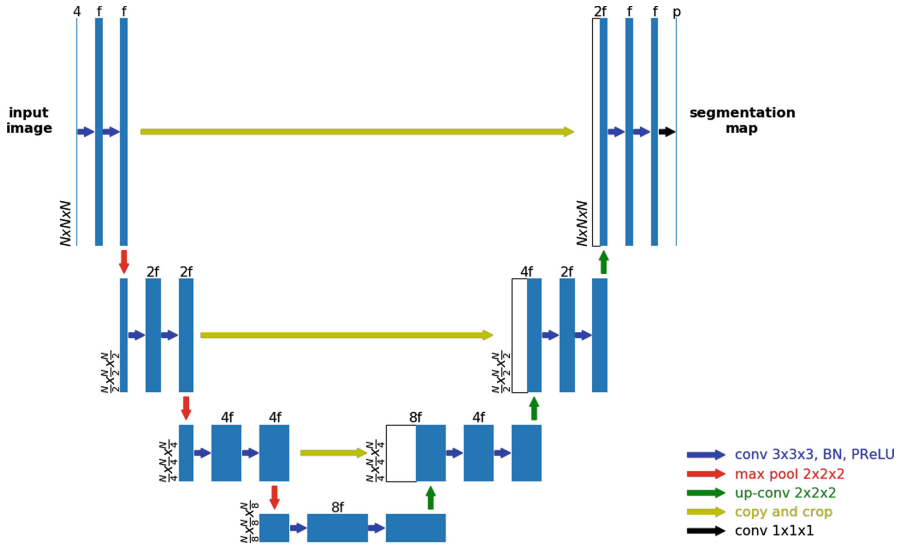 4 f f
2f f f p
input
image
segmentation
map
NxNxN
NxNxN
2f 2f
4f 2f
N/2xN/2xN/2
N/2xN/2xN/2
4f 4f
8f 4f
N/4xN/4xN/4
N/4xN/4xN/4
8f
N/8xN/8xN/8
conv 3x3x3, BN, PReLU
max pool 2x2x2
up-conv 2x2x2
copy and crop
conv 1x1x1